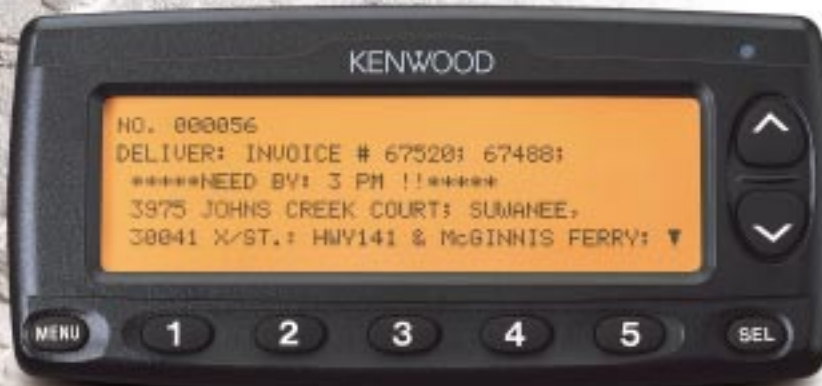 KENWOOD
NO. 000056
DELIVER: INVOICE # 67520; 67488;
*****NEED BY: 3 PM !!*****
3975 JOHNS CREEK COURT; SUWANEE,
30041 X/ST.: HWY141 & McGINNIS FERRY; ▼
MENU 1 2 3 4 5 SEL